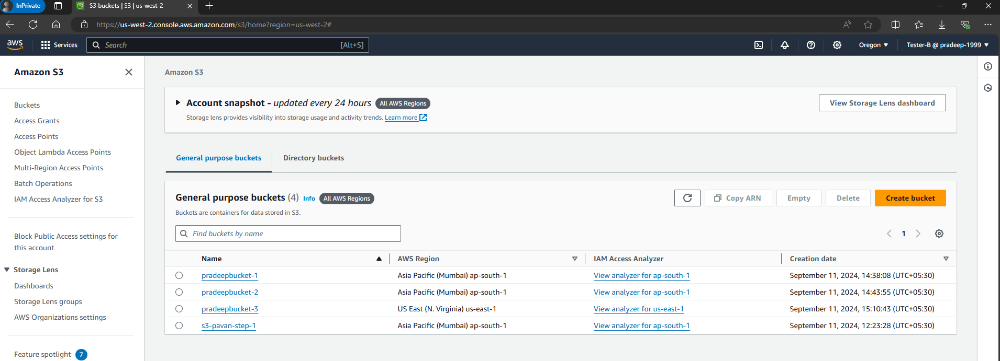 InPrivate
S3 buckets | S3 | us-west-2
https://us-west-2.console.aws.amazon.com/s3/home?region=us-west-2#
aws
Services
Search
[Alt+S]
Oregon
Tester-B @ pradeep-1999
Amazon S3
Buckets
Access Grants
Access Points
Object Lambda Access Points
Multi-Region Access Points
Batch Operations
IAM Access Analyzer for S3
Block Public Access settings for
this account
Storage Lens
Dashboards
Storage Lens groups
AWS Organizations settings
Feature spotlight 7
Amazon S3
Account snapshot - updated every 24 hours All AWS Regions
Storage lens provides visibility into storage usage and activity trends. Learn more
View Storage Lens dashboard
General purpose buckets
Directory buckets
General purpose buckets (4) Info All AWS Regions
Buckets are containers for data stored in S3.
Copy ARN
Empty
Delete
Create bucket
Find buckets by name
1
Name AWS Region IAM Access Analyzer Creation date
pradeepbucket-1 Asia Pacific (Mumbai) ap-south-1 View analyzer for ap-south-1 September 11, 2024, 14:38:08 (UTC+05:30)
pradeepbucket-2 Asia Pacific (Mumbai) ap-south-1 View analyzer for ap-south-1 September 11, 2024, 14:43:55 (UTC+05:30)
pradeepbucket-3 US East (N. Virginia) us-east-1 View analyzer for us-east-1 September 11, 2024, 15:10:43 (UTC+05:30)
s3-pavan-step-1 Asia Pacific (Mumbai) ap-south-1 View analyzer for ap-south-1 September 11, 2024, 12:23:28 (UTC+05:30)